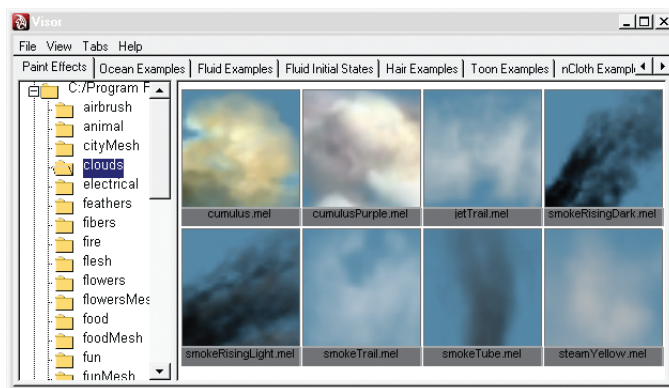 Visor
File View Tabs Help
Paint Effects Ocean Examples Fluid Examples Fluid Initial States Hair Examples Toon Examples nCloth Exampl
C:/Program F
airbrush
animal
cityMesh
clouds
electrical
feathers
fibers
fire
flesh
flowers
flowersMes
food
foodMesh
fun
funMesh
cumulus.mel cumulusPurple.mel jetTrail.mel smokeRisingDark.mel
smokeRisingLight.mel smokeTrail.mel smokeTube.mel steamYellow.mel